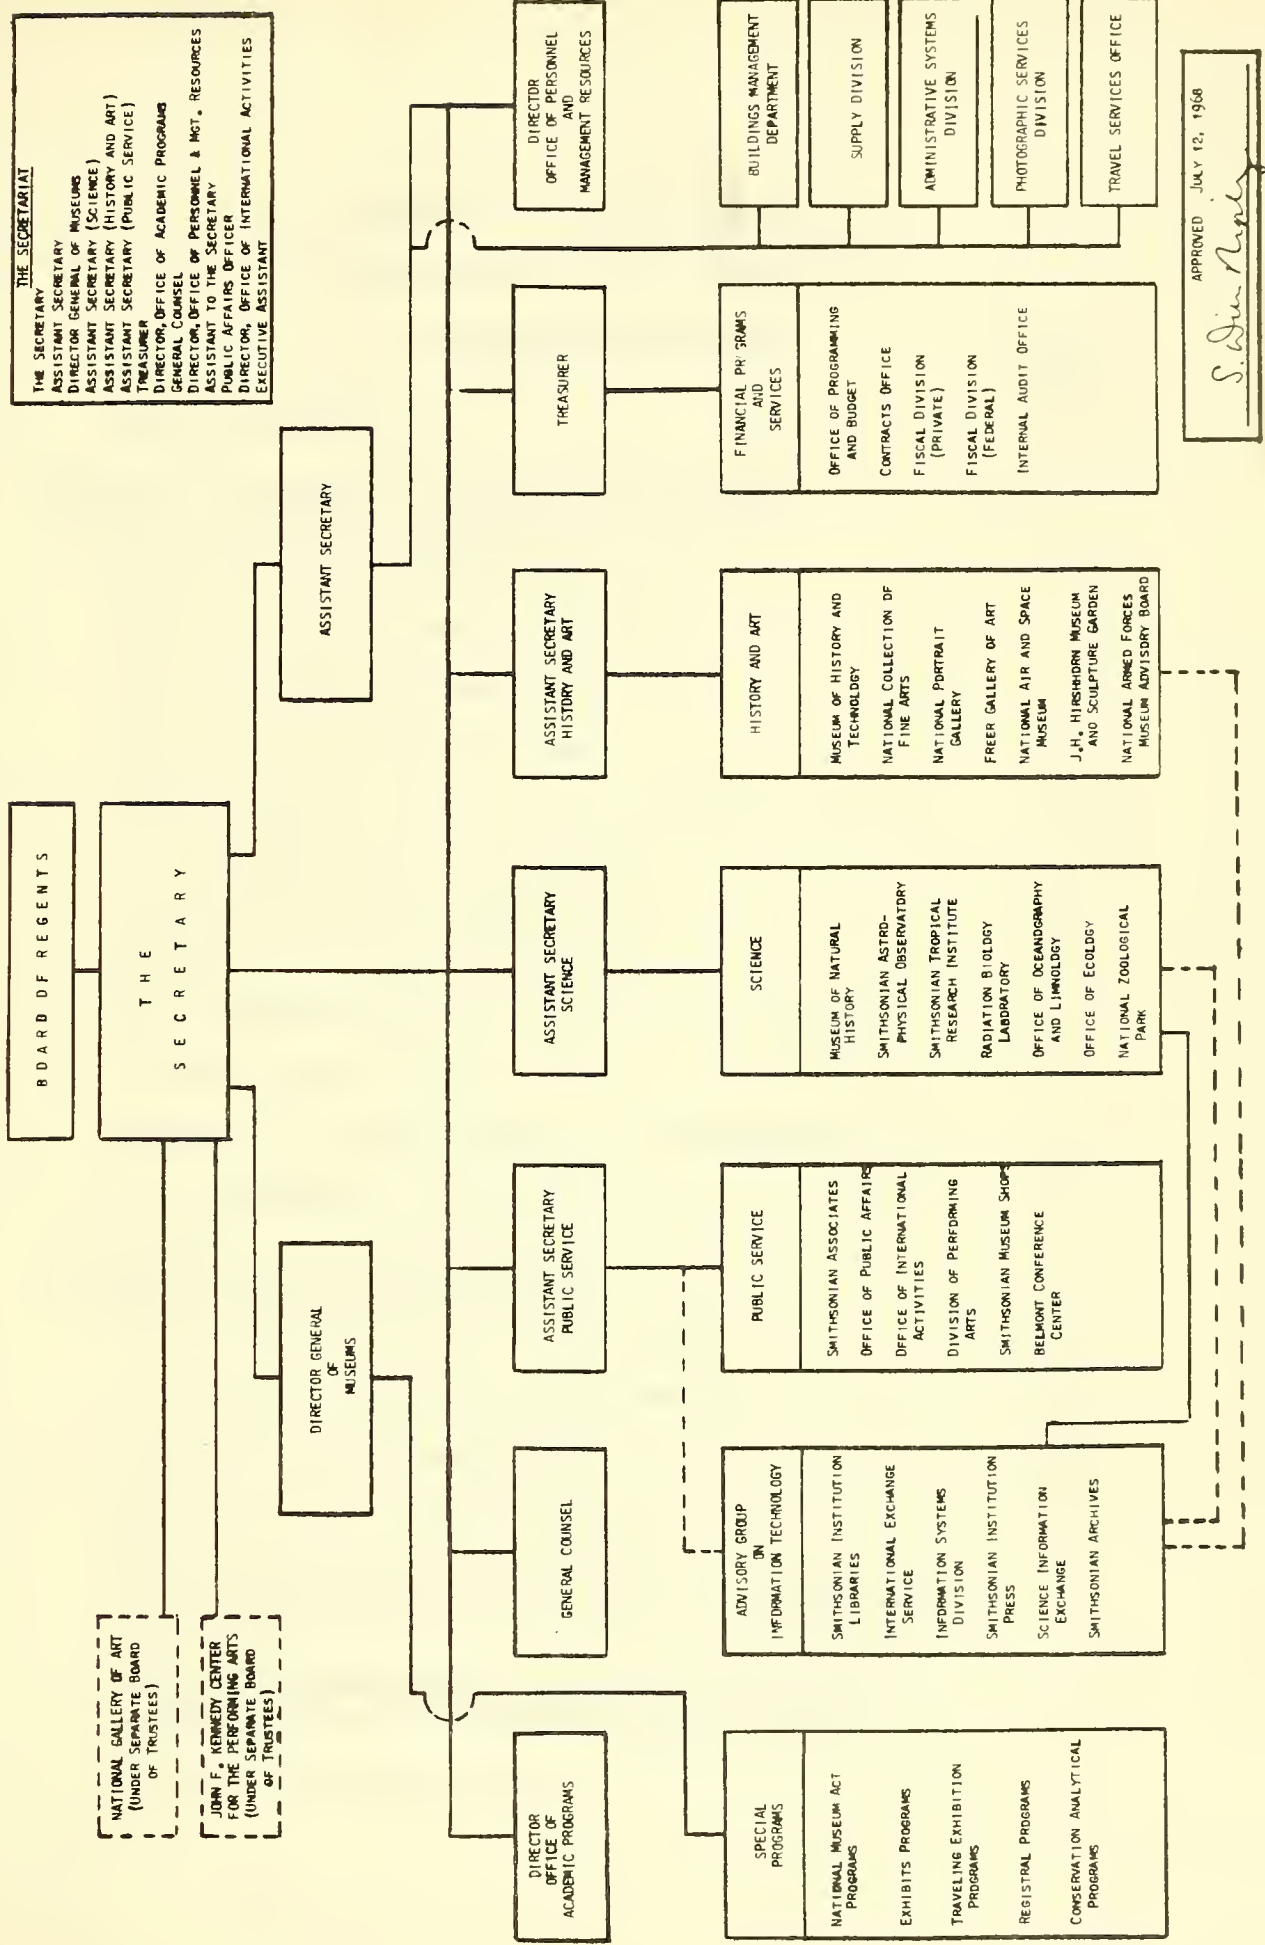 THE SECRETARIAT
THE SECRETARY
ASSISTANT SECRETARY
DIRECTOR GENERAL OF MUSEUMS
ASSISTANT SECRETARY (SCIENCE)
ASSISTANT SECRETARY (HISTORY AND ART)
ASSISTANT SECRETARY (PUBLIC SERVICE)
TREASURER
DIRECTOR, OFFICE OF ACADEMIC PROGRAMS
GENERAL COUNSEL
DIRECTOR, OFFICE OF PERSONNEL & MGT. RESOURCES
ASSISTANT TO THE SECRETARY
PUBLIC AFFAIRS OFFICER
DIRECTOR, OFFICE OF INTERNATIONAL ACTIVITIES
EXECUTIVE ASSISTANT
BOARD OF REGENTS
THE
SECRETARY
NATIONAL GALLERY OF ART
(UNDER SEPARATE BOARD
OF TRUSTEES)
JOHN F. KENNEDY CENTER
FOR THE PERFORMING ARTS
(UNDER SEPARATE BOARD
OF TRUSTEES)
DIRECTOR GENERAL
OF
MUSEUMS
ASSISTANT SECRETARY
DIRECTOR
OFFICE OF
ACADEMIC PROGRAMS
GENERAL COUNSEL
ASSISTANT SECRETARY
PUBLIC SERVICE
ASSISTANT SECRETARY
SCIENCE
ASSISTANT SECRETARY
HISTORY AND ART
TREASURER
DIRECTOR
OFFICE OF PERSONNEL
AND
MANAGEMENT RESOURCES
SPECIAL
PROGRAMS
NATIONAL MUSEUM ACT
PROGRAMS
EXHIBITS PROGRAMS
TRAVELING EXHIBITION
PROGRAMS
REGISTRAL PROGRAMS
CONSERVATION ANALYTICAL
PROGRAMS
ADVISORY GROUP
ON
INFORMATION TECHNOLOGY
SMITHSONIAN INSTITUTION
LIBRARIES
INTERNATIONAL EXCHANGE
SERVICE
INFORMATION SYSTEMS
DIVISION
SMITHSONIAN INSTITUTION
PRESS
SCIENCE INFORMATION
EXCHANGE
SMITHSONIAN ARCHIVES
PUBLIC SERVICE
SMITHSONIAN ASSOCIATES
OFFICE OF PUBLIC AFFAIRS
OFFICE OF INTERNATIONAL
ACTIVITIES
DIVISION OF PERFORMING
ARTS
SMITHSONIAN MUSEUM SHOPS
BELMONT CONFERENCE
CENTER
SCIENCE
MUSEUM OF NATURAL
HISTORY
SMITHSONIAN ASTRO-
PHYSICAL OBSERVATORY
SMITHSONIAN TROPICAL
RESEARCH INSTITUTE
RADIATION BIOLOGY
LABORATORY
OFFICE OF OCEANOGRAPHY
AND LIMNOLOGY
OFFICE OF ECOLOGY
NATIONAL ZOOLOGICAL
PARK
HISTORY AND ART
MUSEUM OF HISTORY AND
TECHNOLOGY
NATIONAL COLLECTION OF
FINE ARTS
NATIONAL PORTRAIT
GALLERY
FREER GALLERY OF ART
NATIONAL AIR AND SPACE
MUSEUM
J.H. HIRSHHORN MUSEUM
AND SCULPTURE GARDEN
NATIONAL ARMED FORCES
MUSEUM ADVISORY BOARD
FINANCIAL PROGRAMS
AND
SERVICES
OFFICE OF PROGRAMMING
AND BUDGET
CONTRACTS OFFICE
FISCAL DIVISION
(PRIVATE)
FISCAL DIVISION
(FEDERAL)
INTERNAL AUDIT OFFICE
BUILDINGS MANAGEMENT
DEPARTMENT
SUPPLY DIVISION
ADMINISTRATIVE SYSTEMS
DIVISION
PHOTOGRAPHIC SERVICES
DIVISION
TRAVEL SERVICES OFFICE
APPROVED JULY 12, 1968
S. Dillon Ripley